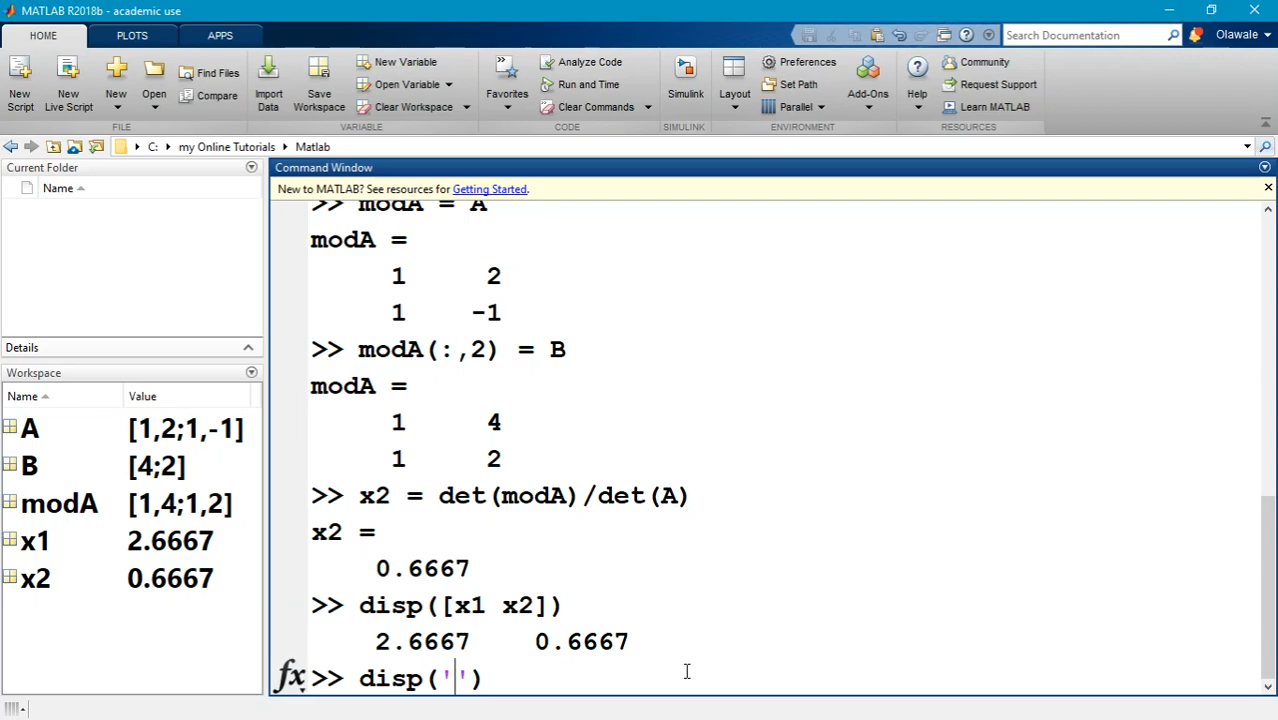 MATLAB R2018b - academic use
HOME PLOTS APPS
Search Documentation
Olawale
New Script
New Live Script
New
Open
Find Files
Compare
FILE
Import Data
Save Workspace
New Variable
Open Variable
Clear Workspace
VARIABLE
Favorites
Analyze Code
Run and Time
Clear Commands
CODE
Simulink
SIMULINK
Layout
Preferences
Set Path
Parallel
Add-Ons
ENVIRONMENT
Help
Community
Request Support
Learn MATLAB
RESOURCES
C: my Online Tutorials Matlab
Current Folder
Name
Details
Workspace
Name Value
A [1,2;1,-1]
B [4;2]
modA [1,4;1,2]
x1 2.6667
x2 0.6667
Command Window
New to MATLAB? See resources for Getting Started.
>> modA = A
modA =
1 2
1 -1
>> modA(:,2) = B
modA =
1 4
1 2
>> x2 = det(modA)/det(A)
x2 =
0.6667
>> disp([x1 x2])
2.6667 0.6667
fx >> disp('')